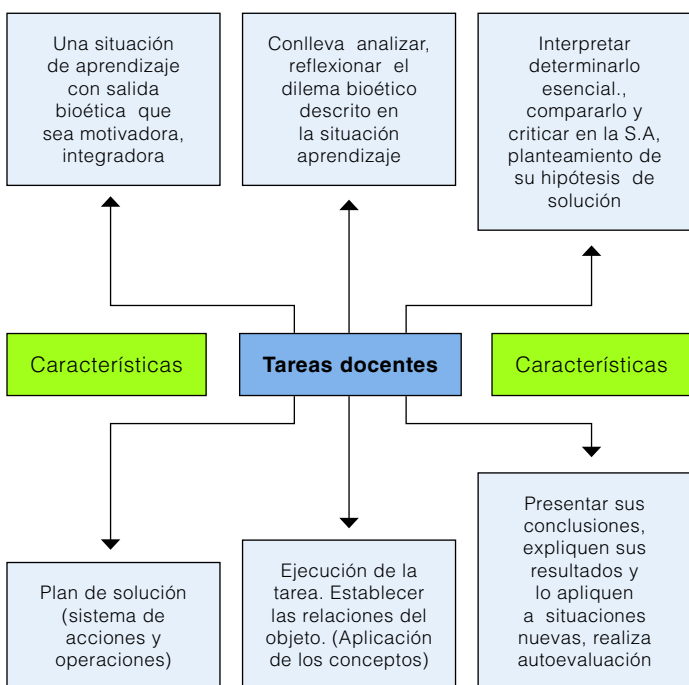 Una situación
de aprendizaje
con salida
bioética que
sea motivadora,
integradora
Conlleva analizar,
reflexionar el
dilema bioético
descrito en
la situación
aprendizaje
Interpretar
determinarlo
esencial.,
compararlo y
criticar en la S.A,
planteamiento de
su hipótesis de
solución
Características
Tareas docentes
Características
Plan de solución
(sistema de
acciones y
operaciones)
Ejecución de la
tarea. Establecer
las relaciones del
objeto. (Aplicación
de los conceptos)
Presentar sus
conclusiones,
expliquen sus
resultados y
lo apliquen
a situaciones
nuevas, realiza
autoevaluación